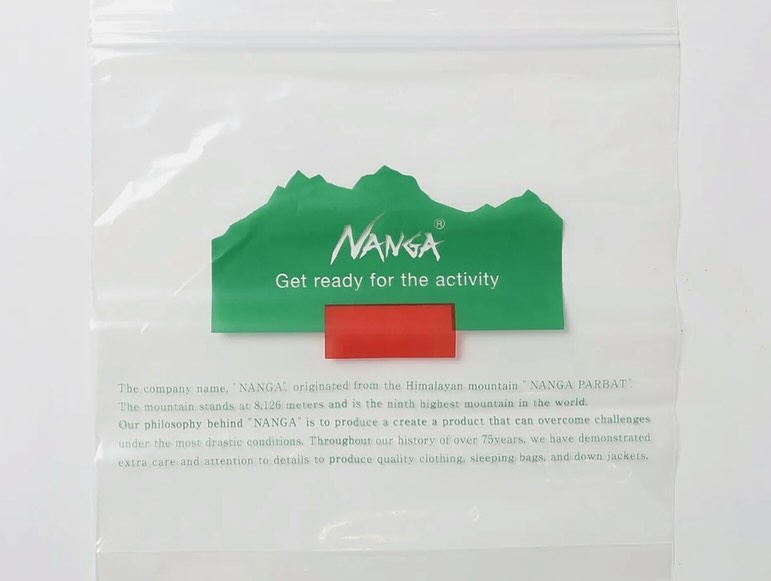 NANGA®
Get ready for the activity
The company name, "NANGA", originated from the Himalayan mountain "NANGA PARBAT".
The mountain stands at 8,126 meters and is the ninth highest mountain in the world.
Our philosophy behind "NANGA" is to produce a create a product that can overcome challenges
under the most drastic conditions. Throughout our history of over 75years, we have demonstrated
extra care and attention to details to produce quality clothing, sleeping bags, and down jackets.